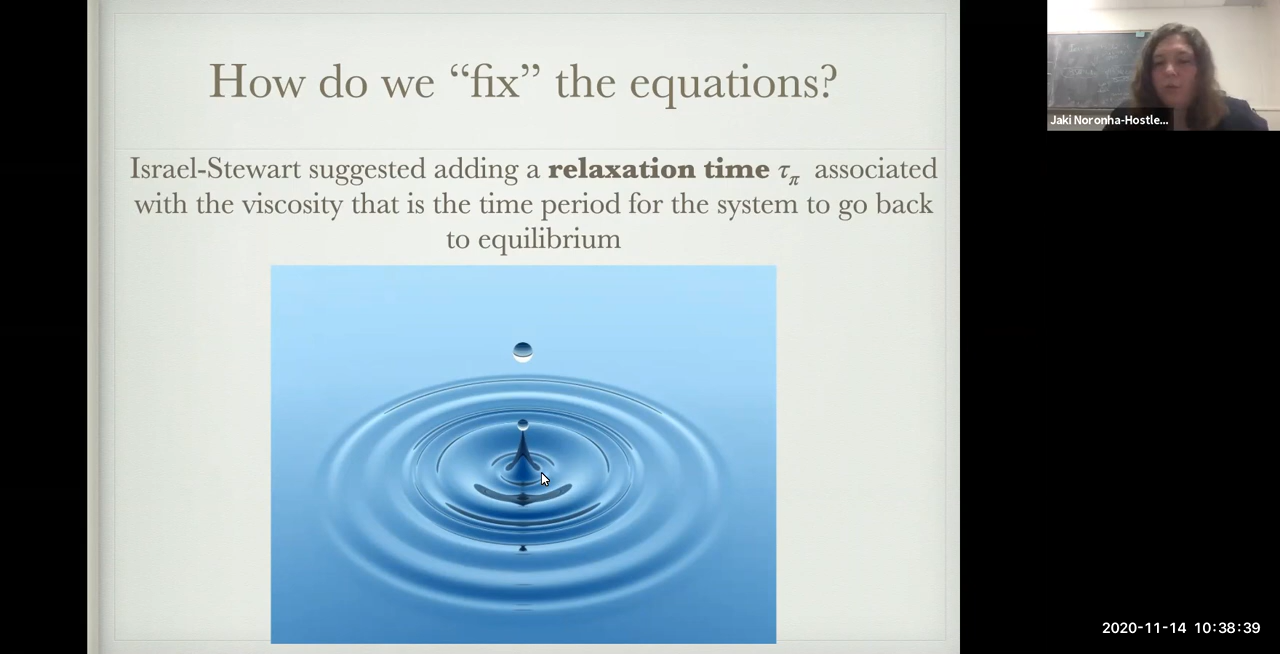 How do we “fix” the equations?
Israel-Stewart suggested adding a relaxation time τπ associated
with the viscosity that is the time period for the system to go back
to equilibrium
Jaki Noronha-Hostle...
2020-11-14 10:38:39